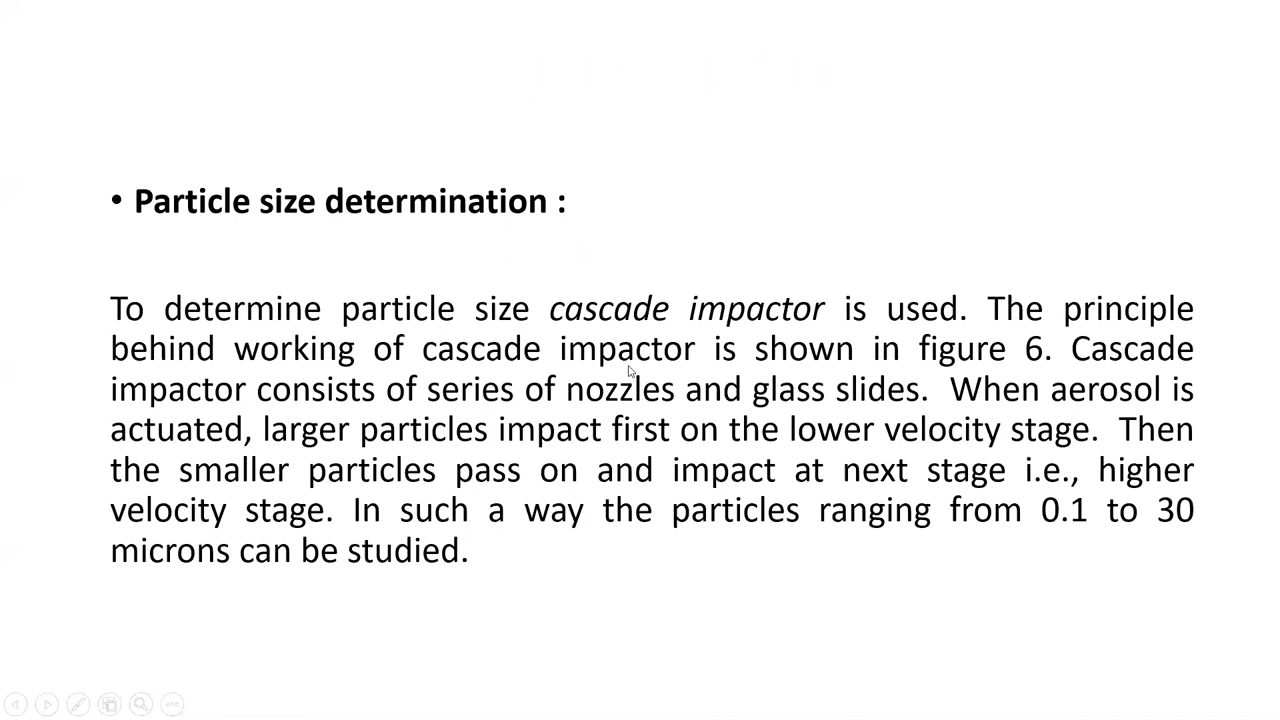 • Particle size determination :
To determine particle size cascade impactor is used. The principle
behind working of cascade impactor is shown in figure 6. Cascade
impactor consists of series of nozzles and glass slides. When aerosol is
actuated, larger particles impact first on the lower velocity stage. Then
the smaller particles pass on and impact at next stage i.e., higher
velocity stage. In such a way the particles ranging from 0.1 to 30
microns can be studied.